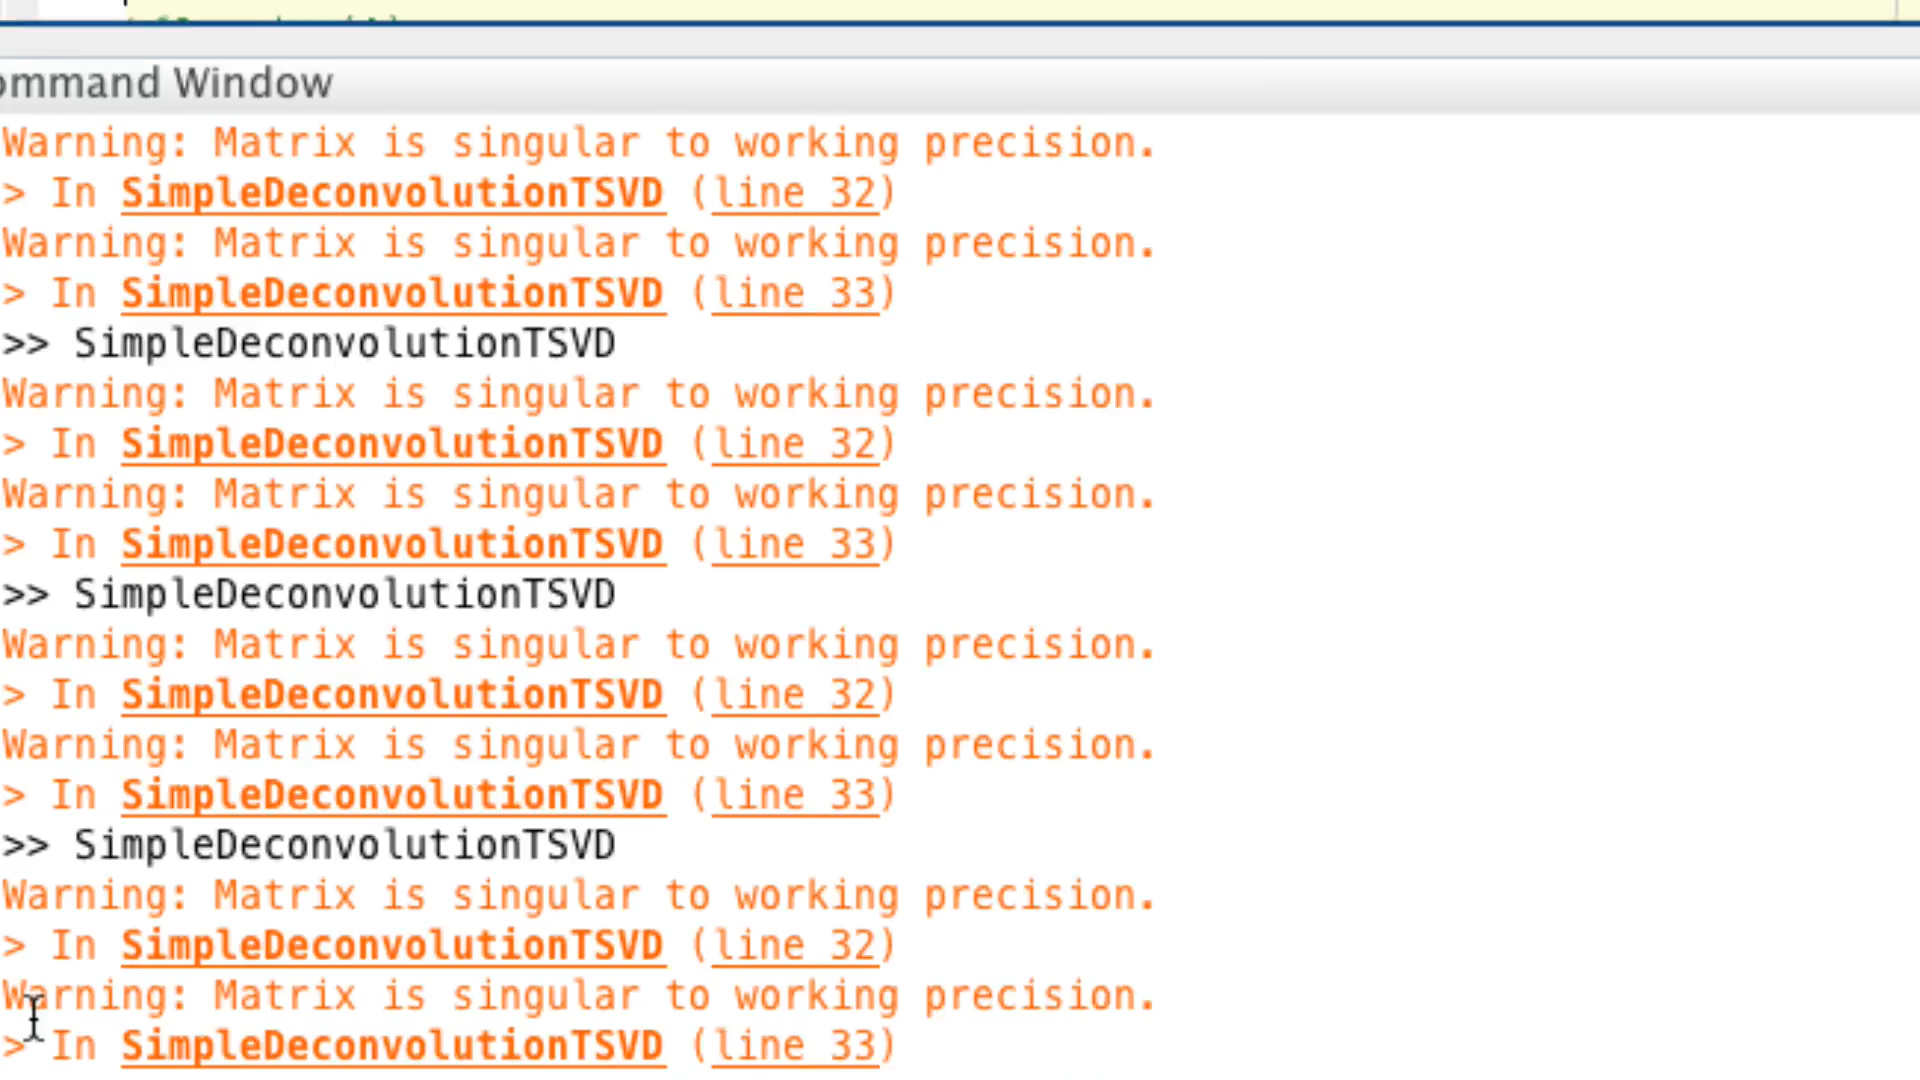 ommand Window
Warning: Matrix is singular to working precision.
> In SimpleDeconvolutionTSVD (line 32)
Warning: Matrix is singular to working precision.
> In SimpleDeconvolutionTSVD (line 33)
>> SimpleDeconvolutionTSVD
Warning: Matrix is singular to working precision.
> In SimpleDeconvolutionTSVD (line 32)
Warning: Matrix is singular to working precision.
> In SimpleDeconvolutionTSVD (line 33)
>> SimpleDeconvolutionTSVD
Warning: Matrix is singular to working precision.
> In SimpleDeconvolutionTSVD (line 32)
Warning: Matrix is singular to working precision.
> In SimpleDeconvolutionTSVD (line 33)
>> SimpleDeconvolutionTSVD
Warning: Matrix is singular to working precision.
> In SimpleDeconvolutionTSVD (line 32)
Warning: Matrix is singular to working precision.
> In SimpleDeconvolutionTSVD (line 33)